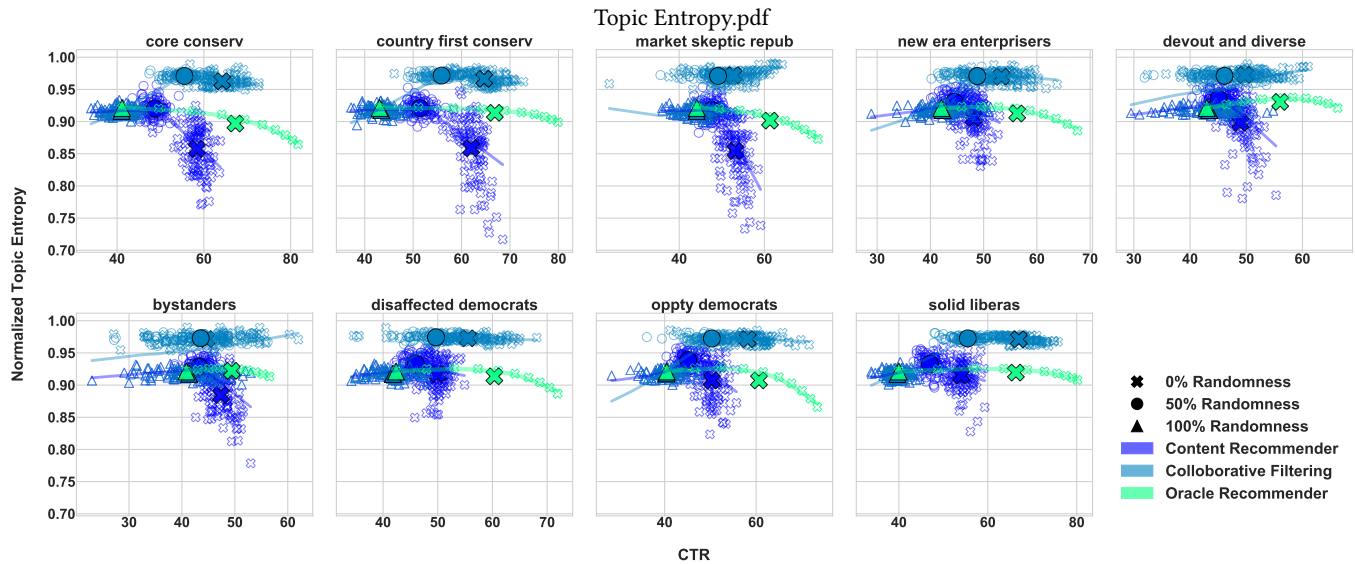 Topic Entropy.pdf
core conserv
country first conserv
market skeptic repub
new era enterprisers
devout and diverse
1.00
0.95
0.90
0.85
0.80
0.75
0.70
40 60 80
40 50 60 70 80
40 60
30 40 50 60 70
30 40 50 60
Normalized Topic Entropy
bystanders
disaffected democrats
oppty democrats
solid liberas
1.00
0.95
0.90
0.85
0.80
0.75
0.70
30 40 50 60
40 50 60 70
40 60
40 60 80
CTR
0% Randomness
50% Randomness
100% Randomness
Content Recommender
Colloborative Filtering
Oracle Recommender